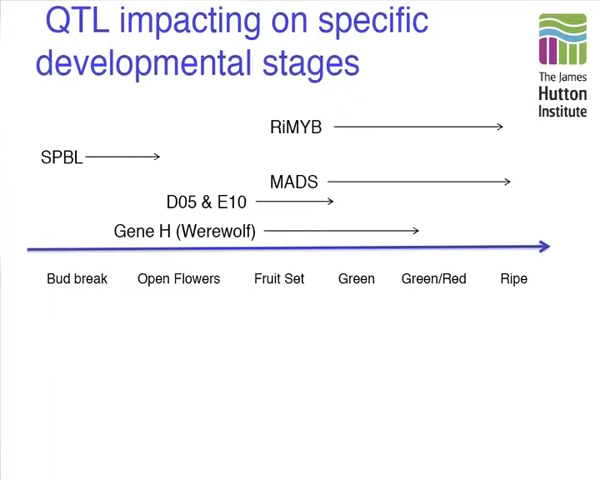 QTL impacting on specific
developmental stages
The James
Hutton
Institute
RiMYB
SPBL
MADS
D05 & E10
Gene H (Werewolf)
Bud break Open Flowers Fruit Set Green Green/Red Ripe